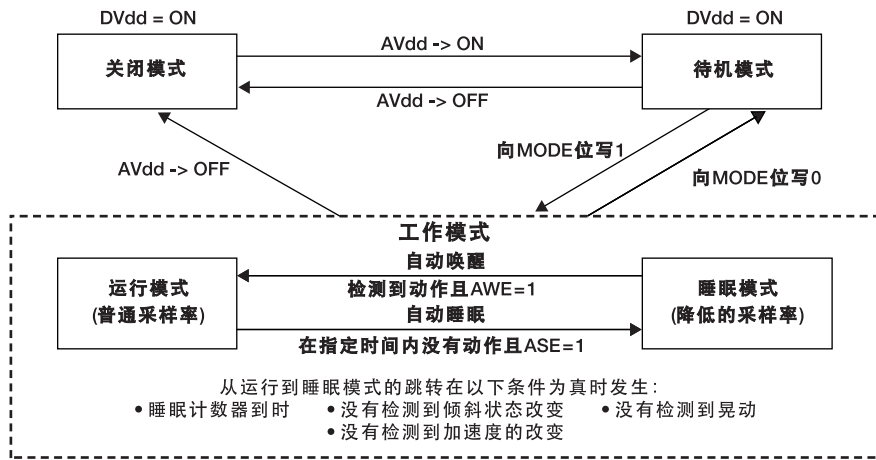 DVdd = ON
DVdd = ON
关闭模式
AVdd -> ON
待机模式
AVdd -> OFF
向MODE位写1
AVdd -> OFF
向MODE位写0
工作模式
自动唤醒
运行模式
(普通采样率)
检测到动作且AWE=1
睡眠模式
(降低的采样率)
自动睡眠
在指定时间内没有动作且ASE=1
从运行到睡眠模式的跳转在以下条件为真时发生:
• 睡眠计数器到时 • 没有检测到倾斜状态改变 • 没有检测到晃动
• 没有检测到加速度的改变